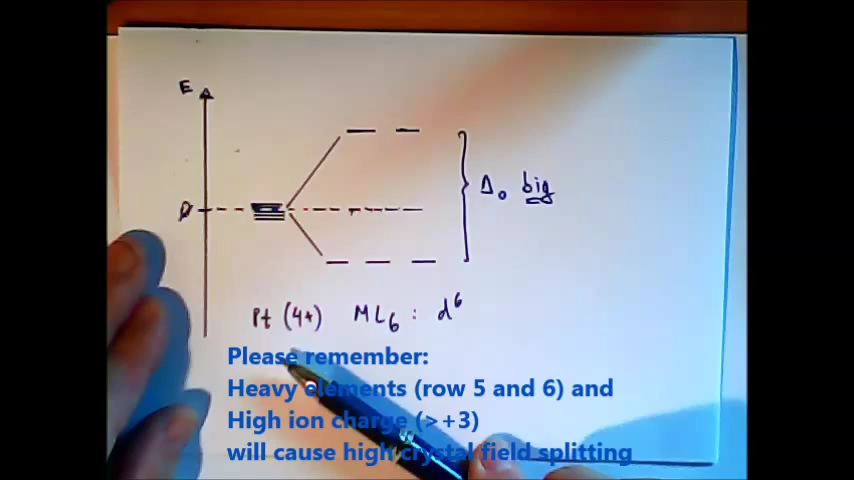 E
0
Δ₀ big
Pt (4+) ML₆ : d⁶
Please remember:
Heavy elements (row 5 and 6) and
High ion charge (>+3)
will cause high crystal field splitting